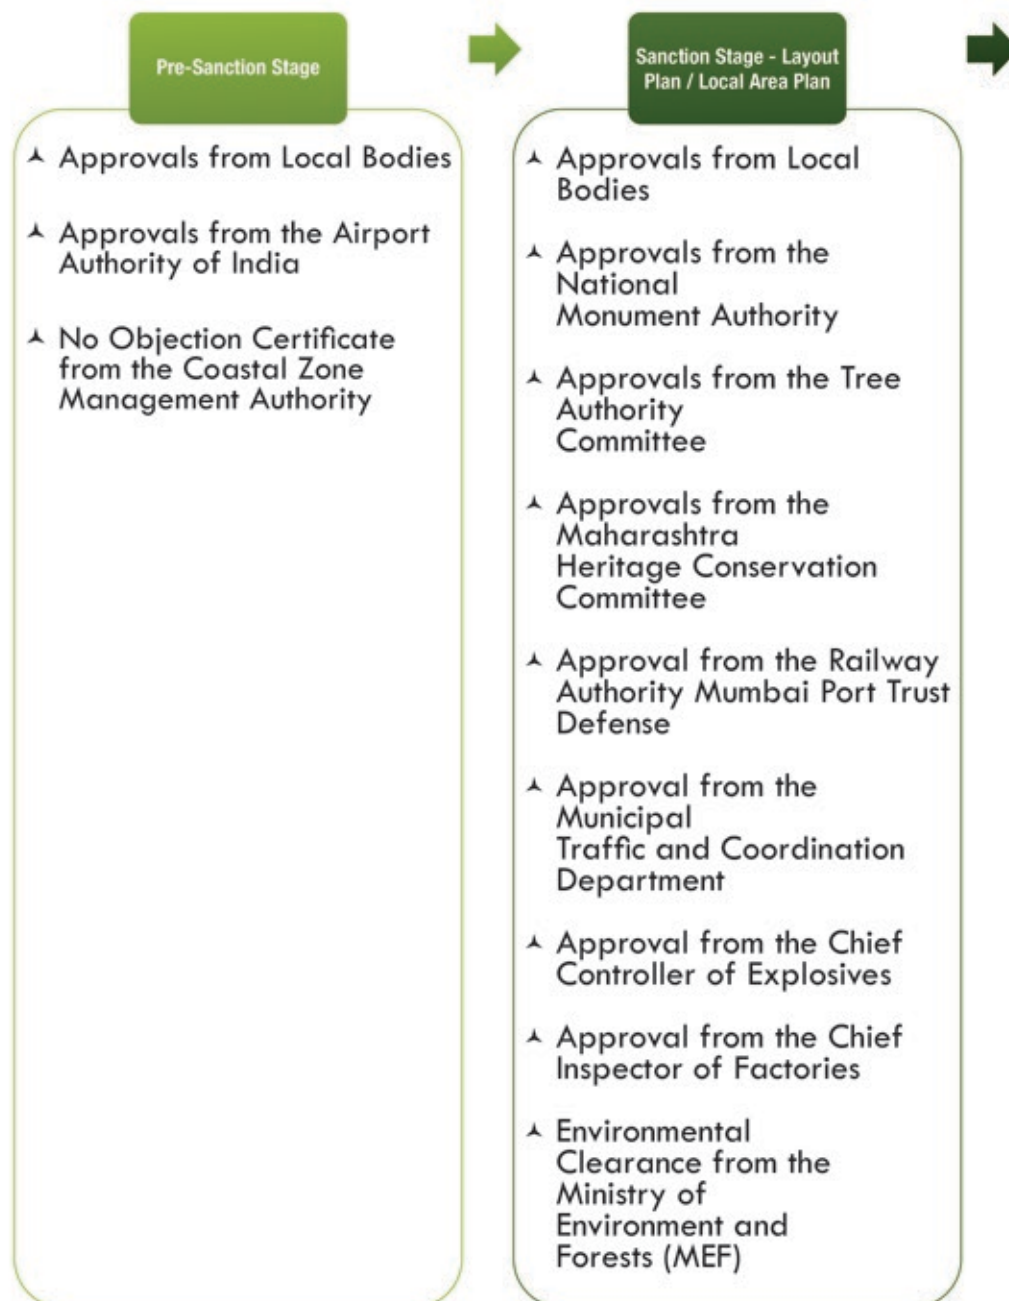 Pre-Sanction Stage
Approvals from Local Bodies
Approvals from the Airport
Authority of India
No Objection Certificate
from the Coastal Zone
Management Authority
Sanction Stage - Layout
Plan / Local Area Plan
Approvals from Local
Bodies
Approvals from the
National
Monument Authority
Approvals from the Tree
Authority
Committee
Approvals from the
Maharashtra
Heritage Conservation
Committee
Approval from the Railway
Authority Mumbai Port Trust
Defense
Approval from the
Municipal
Traffic and Coordination
Department
Approval from the Chief
Controller of Explosives
Approval from the Chief
Inspector of Factories
Environmental
Clearance from the
Ministry of
Environment and
Forests (MEF)